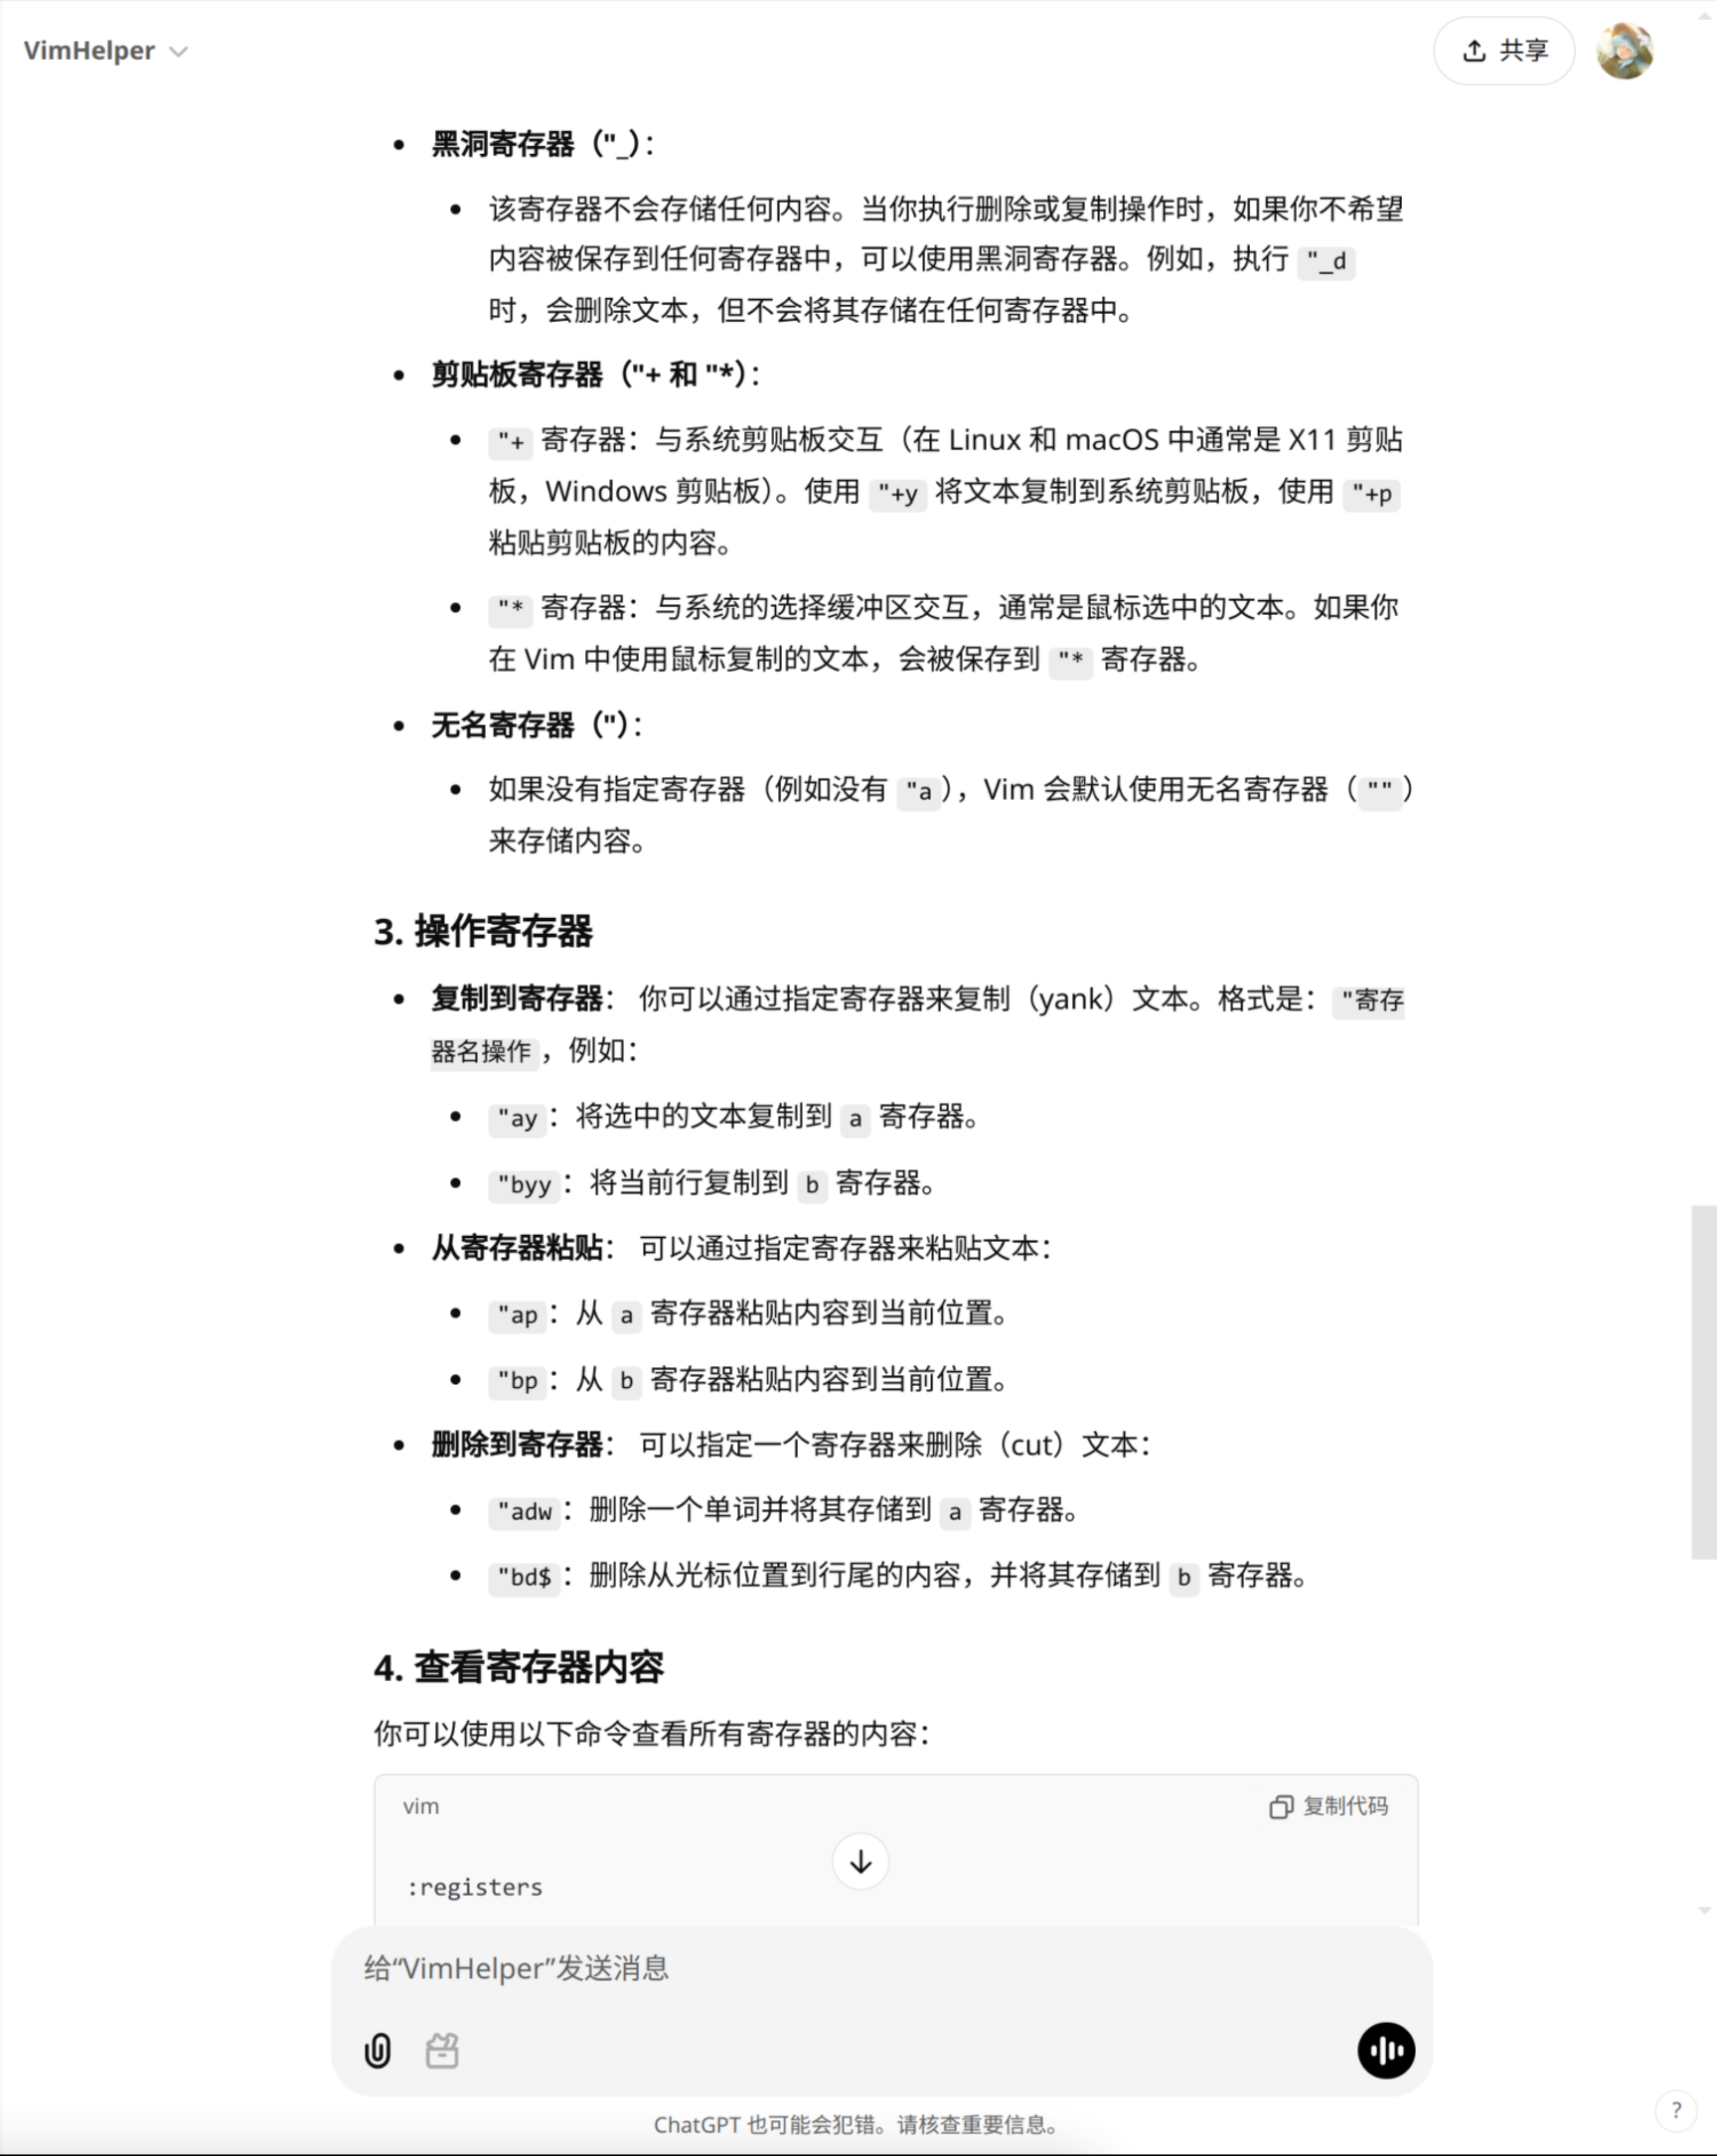 VimHelper
共享
黑洞寄存器（"_）：
该寄存器不会存储任何内容。当你执行删除或复制操作时，如果你不希望
内容被保存到任何寄存器中，可以使用黑洞寄存器。例如，执行 "_d
时，会删除文本，但不会将其存储在任何寄存器中。
剪贴板寄存器（"+ 和 "*）：
"+ 寄存器：与系统剪贴板交互（在 Linux 和 macOS 中通常是 X11 剪贴
板，Windows 剪贴板）。使用 "+y 将文本复制到系统剪贴板，使用 "+p
粘贴剪贴板的内容。
"* 寄存器：与系统的选择缓冲区交互，通常是鼠标选中的文本。如果你
在 Vim 中使用鼠标复制的文本，会被保存到 "* 寄存器。
无名寄存器（"）：
如果没有指定寄存器（例如没有 "a），Vim 会默认使用无名寄存器（""）
来存储内容。
3. 操作寄存器
复制到寄存器： 你可以通过指定寄存器来复制（yank）文本。格式是： "寄存
器名操作，例如：
"ay：将选中的文本复制到 a 寄存器。
"byy：将当前行复制到 b 寄存器。
从寄存器粘贴： 可以通过指定寄存器来粘贴文本：
"ap：从 a 寄存器粘贴内容到当前位置。
"bp：从 b 寄存器粘贴内容到当前位置。
删除到寄存器： 可以指定一个寄存器来删除（cut）文本：
"adw：删除一个单词并将其存储到 a 寄存器。
"bd$：删除从光标位置到行尾的内容，并将其存储到 b 寄存器。
4. 查看寄存器内容
你可以使用以下命令查看所有寄存器的内容：
vim
复制代码
:registers
给“VimHelper”发送消息
ChatGPT 也可能会犯错。请核查重要信息。
?